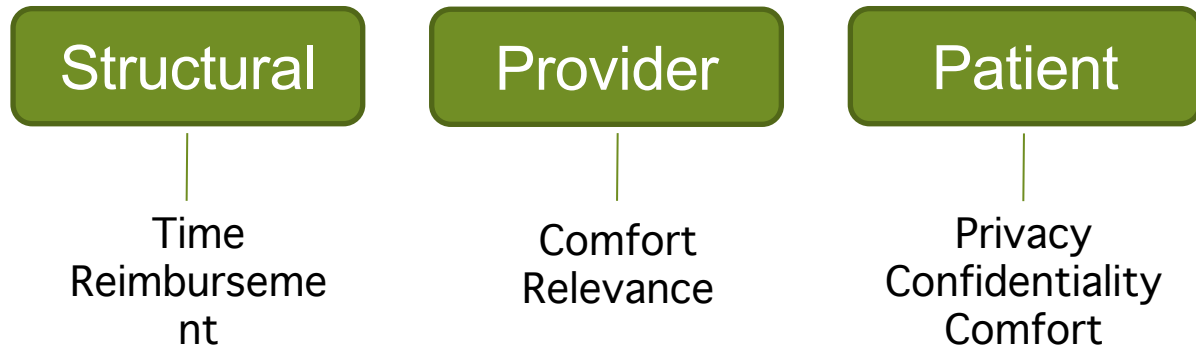 Structural
Time
Reimburseme
nt
Provider
Comfort
Relevance
Patient
Privacy
Confidentiality
Comfort